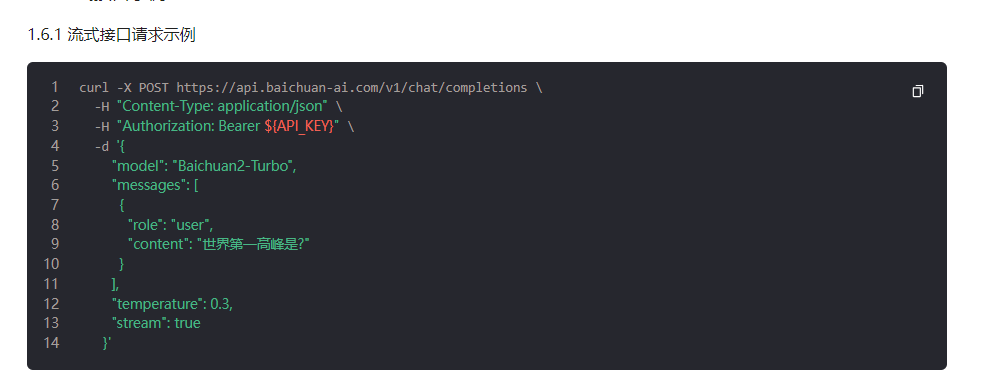 1.6.1 流式接口请求示例
1 curl -X POST https://api.baichuan-ai.com/v1/chat/completions \
2 -H "Content-Type: application/json" \
3 -H "Authorization: Bearer ${API_KEY}" \
4 -d '{
5 "model": "Baichuan2-Turbo",
6 "messages": [
7 {
8 "role": "user",
9 "content": "世界第一高峰是?"
10 }
11 ],
12 "temperature": 0.3,
13 "stream": true
14 }'